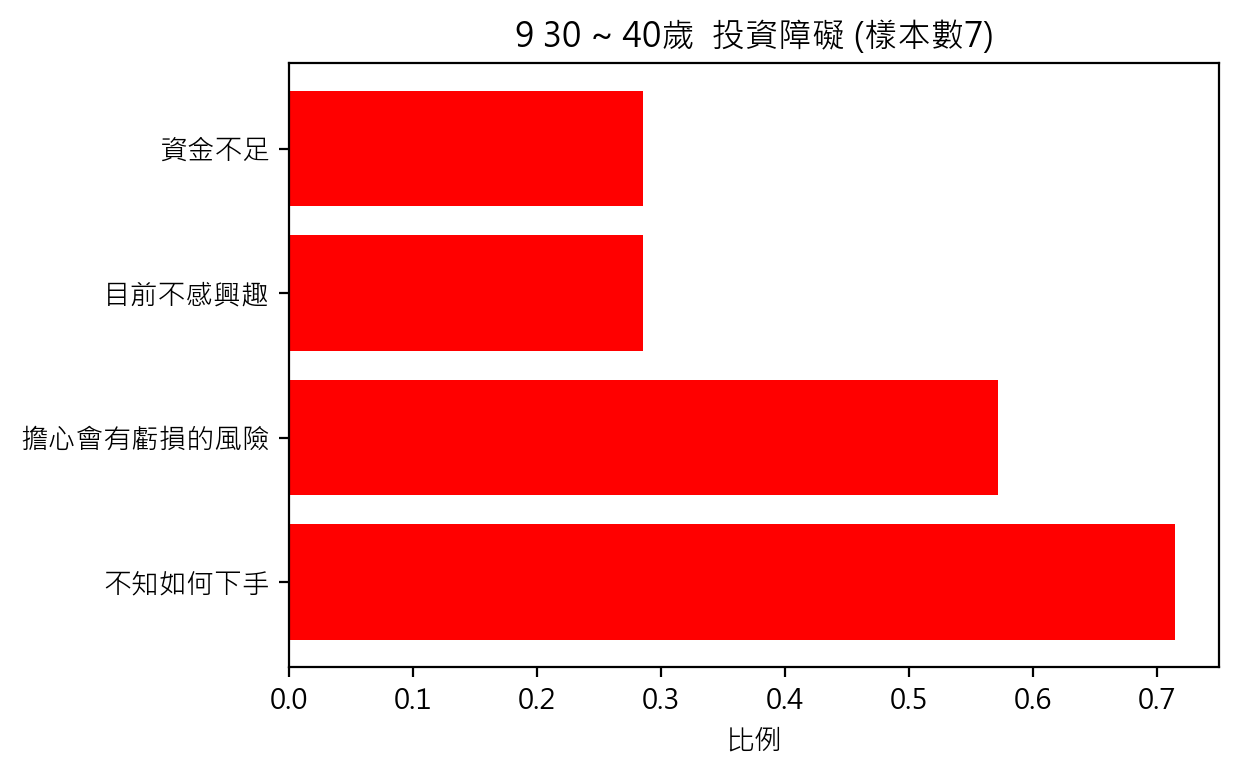 9 30 ~ 40歲  投資障礙 (樣本數7)
資金不足
目前不感興趣
擔心會有虧損的風險
不知如何下手
0.0 0.1 0.2 0.3 0.4 0.5 0.6 0.7
比例